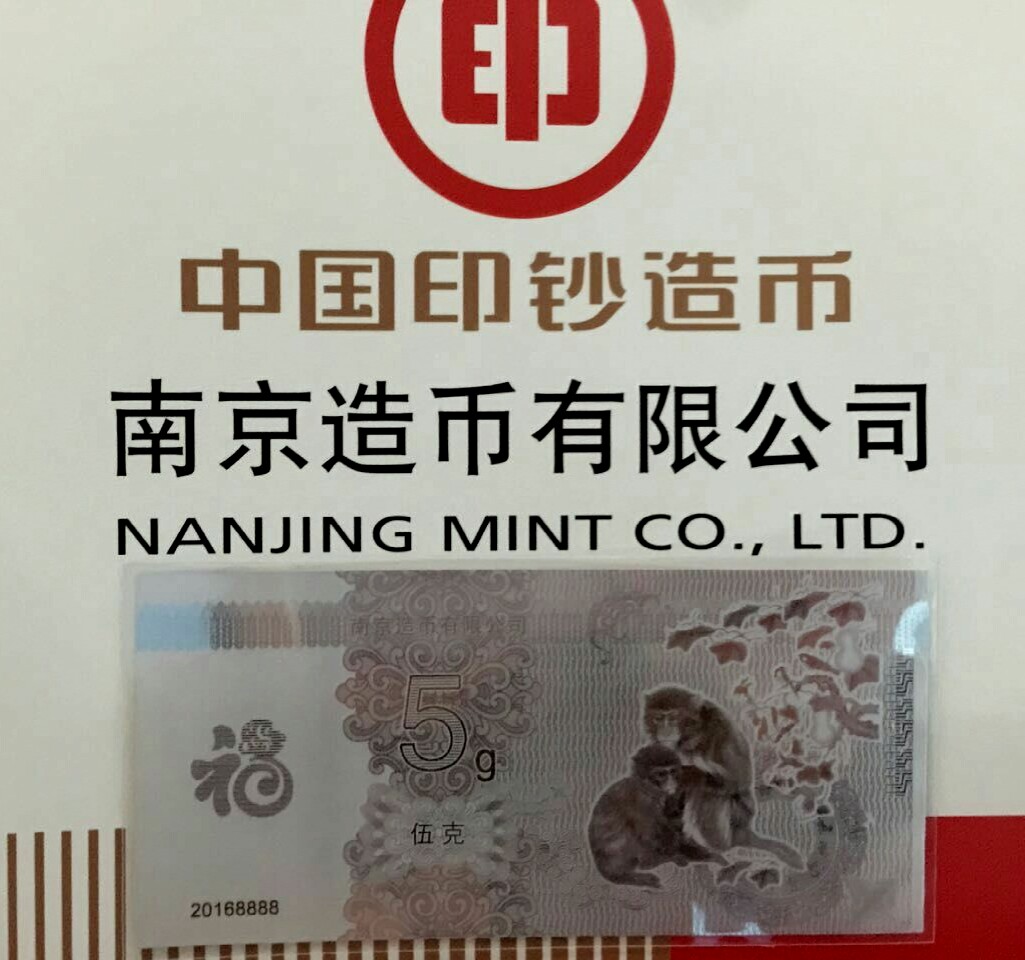 印
中国印钞造币
南京造币有限公司
NANJING MINT CO., LTD.
南京造币有限公司
5g
福
伍克
20168888